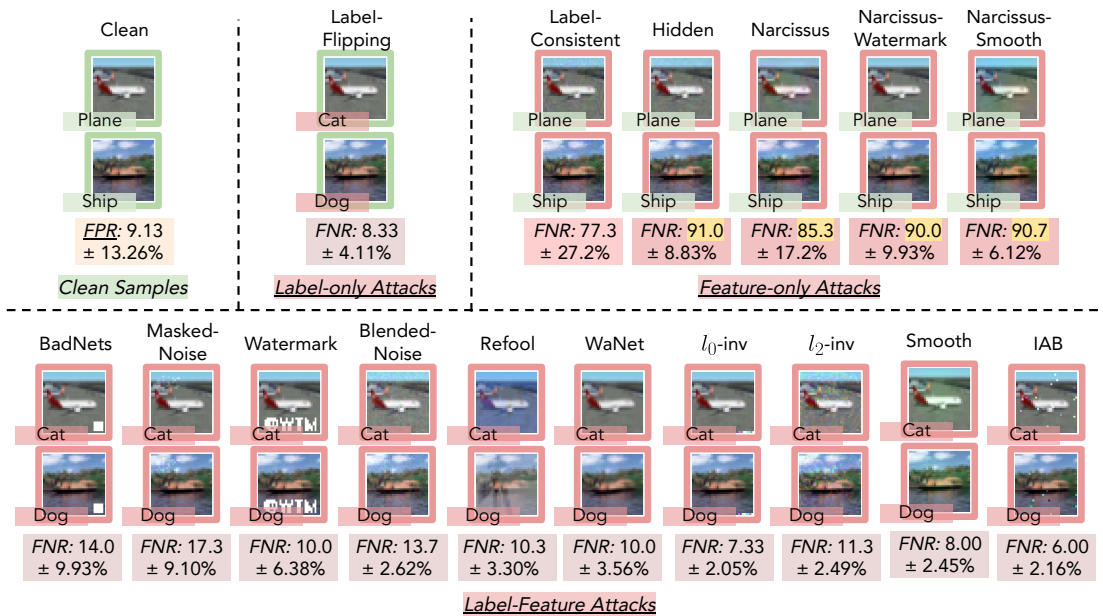 Clean
Label-
Flipping
Label-
Consistent
Hidden
Narcissus
Narcissus-
Watermark
Narcissus-
Smooth
Plane
Cat
Plane
Plane
Plane
Plane
Plane
Ship
Dog
Ship
Ship
Ship
Ship
Ship
FPR: 9.13
± 13.26%
FNR: 8.33
± 4.11%
FNR: 77.3
± 27.2%
FNR: 91.0
± 8.83%
FNR: 85.3
± 17.2%
FNR: 90.0
± 9.93%
FNR: 90.7
± 6.12%
Clean Samples
Label-only Attacks
Feature-only Attacks
BadNets
Masked-
Noise
Watermark
Blended-
Noise
Refool
WaNet
l0-inv
l2-inv
Smooth
IAB
Cat
Cat
Cat
Cat
Cat
Cat
Cat
Cat
Cat
Cat
Dog
Dog
Dog
Dog
Dog
Dog
Dog
Dog
Dog
Dog
FNR: 14.0
± 9.93%
FNR: 17.3
± 9.10%
FNR: 10.0
± 6.38%
FNR: 13.7
± 2.62%
FNR: 10.3
± 3.30%
FNR: 10.0
± 3.56%
FNR: 7.33
± 2.05%
FNR: 11.3
± 2.49%
FNR: 8.00
± 2.45%
FNR: 6.00
± 2.16%
Label-Feature Attacks